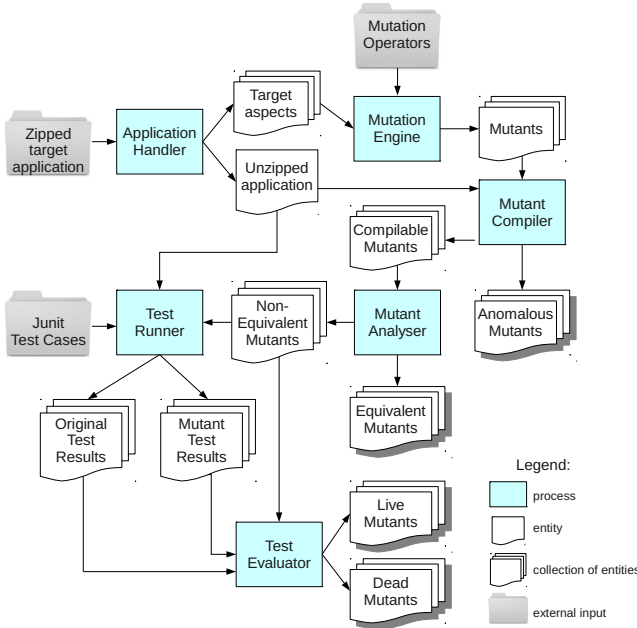 Mutation
Operators
Target
aspects
Zipped
target
application
Application
Handler
Mutation
Engine
Mutants
Unzipped
application
Mutant
Compiler
Compilable
Mutants
Junit
Test Cases
Test
Runner
Non-
Equivalent
Mutants
Mutant
Analyser
Anomalous
Mutants
Equivalent
Mutants
Original
Test
Results
Mutant
Test
Results
Live
Mutants
Test
Evaluator
Dead
Mutants
Legend:
process
entity
collection of entities
external input